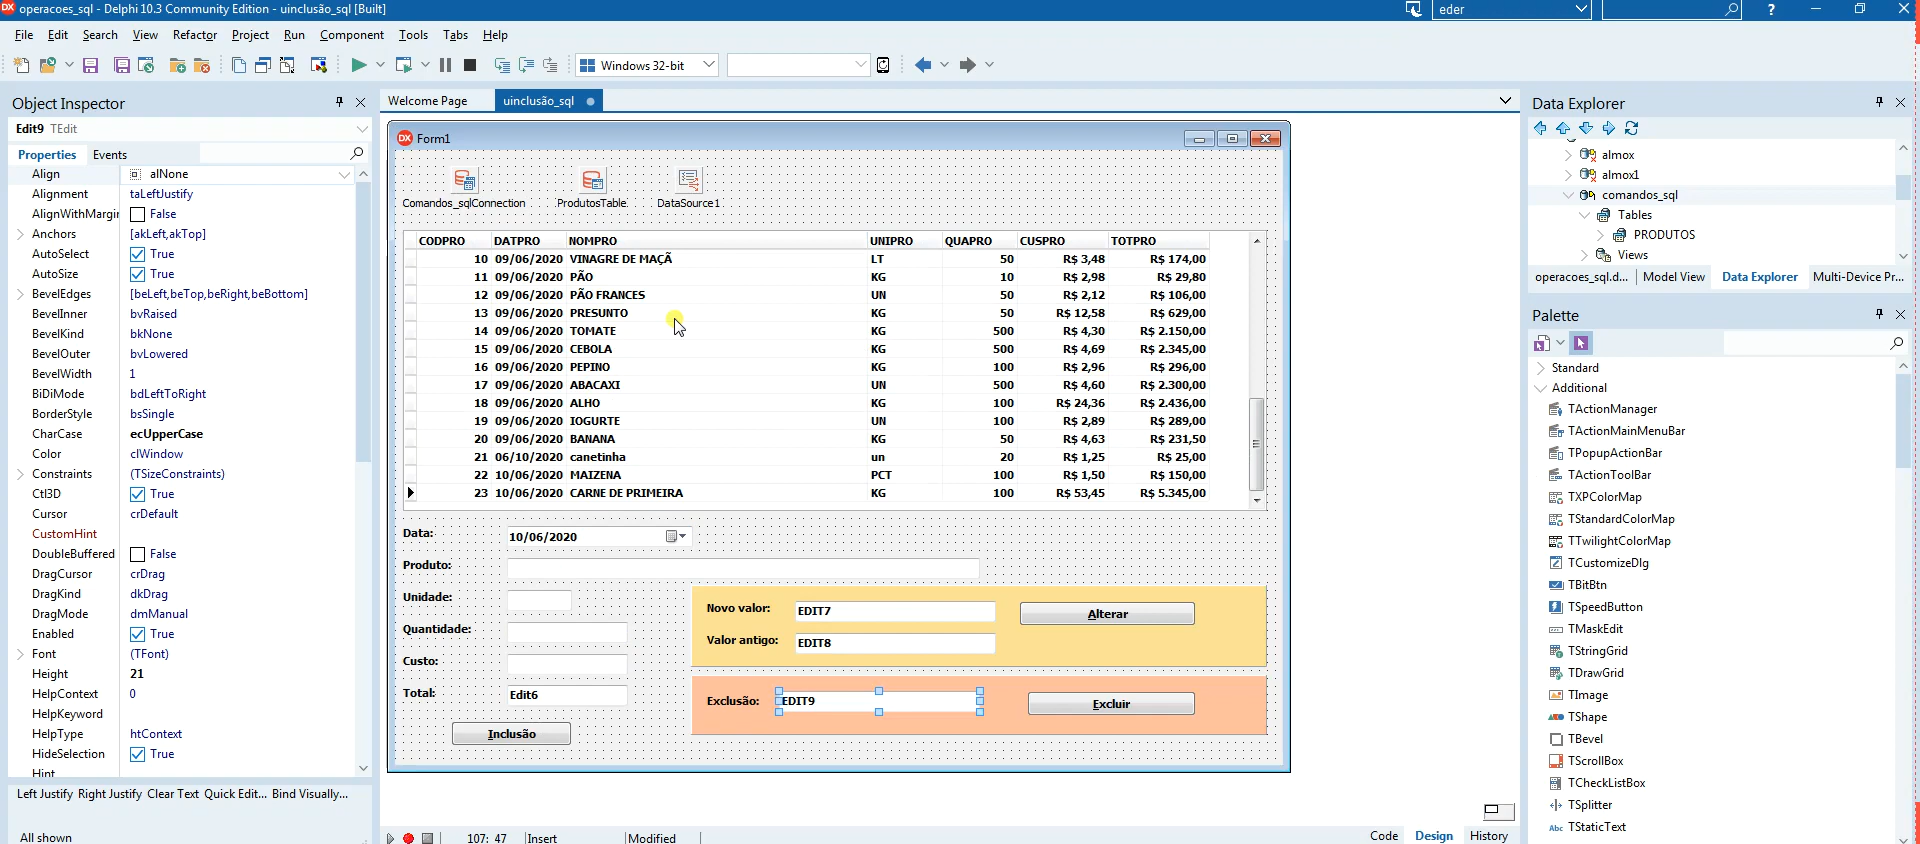 operacoes_sql - Delphi 10.3 Community Edition - uinclusão_sql [Built]
eder
?
File Edit Search View Refactor Project Run Component Tools Tabs Help
Windows 32-bit
Object Inspector
Edit9 TEdit
Properties Events
Align alNone
Alignment taLeftJustify
AlignWithMargir False
Anchors [akLeft,akTop]
AutoSelect True
AutoSize True
BevelEdges [beLeft,beTop,beRight,beBottom]
BevelInner bvRaised
BevelKind bkNone
BevelOuter bvLowered
BevelWidth 1
BiDiMode bdLeftToRight
BorderStyle bsSingle
CharCase ecUpperCase
Color clWindow
Constraints (TSizeConstraints)
Ctl3D True
Cursor crDefault
CustomHint
DoubleBuffered False
DragCursor crDrag
DragKind dkDrag
DragMode dmManual
Enabled True
Font (TFont)
Height 21
HelpContext 0
HelpKeyword
HelpType htContext
HideSelection True
Hint
Left Justify Right Justify Clear Text Quick Edit... Bind Visually...
All shown
Welcome Page uinclusão_sql
DX Form1
Comandos_sqlConnection ProdutosTable DataSource1
CODPRO DATPRO NOMPRO UNIPRO QUAPRO CUSPRO TOTPRO
10 09/06/2020 VINAGRE DE MAÇÃ LT 50 R$ 3,48 R$ 174,00
11 09/06/2020 PÃO KG 10 R$ 2,98 R$ 29,80
12 09/06/2020 PÃO FRANCES UN 50 R$ 2,12 R$ 106,00
13 09/06/2020 PRESUNTO KG 50 R$ 12,58 R$ 629,00
14 09/06/2020 TOMATE KG 500 R$ 4,30 R$ 2.150,00
15 09/06/2020 CEBOLA KG 500 R$ 4,69 R$ 2.345,00
16 09/06/2020 PEPINO KG 100 R$ 2,96 R$ 296,00
17 09/06/2020 ABACAXI UN 500 R$ 4,60 R$ 2.300,00
18 09/06/2020 ALHO KG 100 R$ 24,36 R$ 2.436,00
19 09/06/2020 IOGURTE UN 100 R$ 2,89 R$ 289,00
20 09/06/2020 BANANA KG 50 R$ 4,63 R$ 231,50
21 06/10/2020 canetinha un 20 R$ 1,25 R$ 25,00
22 10/06/2020 MAIZENA PCT 100 R$ 1,50 R$ 150,00
23 10/06/2020 CARNE DE PRIMEIRA KG 100 R$ 53,45 R$ 5.345,00
Data: 10/06/2020
Produto:
Unidade:
Quantidade:
Custo:
Total: Edit6
Inclusão
Novo valor: EDIT7 Alterar
Valor antigo: EDIT8
Exclusão: EDIT9 Excluir
107: 47 Insert Modified
Code Design History
Data Explorer
almox
almox1
comandos_sql
Tables
PRODUTOS
Views
operacoes_sql.d... Model View Data Explorer Multi-Device Pr...
Palette
Standard
Additional
TActionManager
TActionMainMenuBar
TPopupActionBar
TActionToolBar
TXPColorMap
TStandardColorMap
TTwilightColorMap
TCustomizeDlg
TBitBtn
TSpeedButton
TMaskEdit
TStringGrid
TDrawGrid
TImage
TShape
TBevel
TScrollBox
TCheckListBox
TSplitter
Abc TStaticText